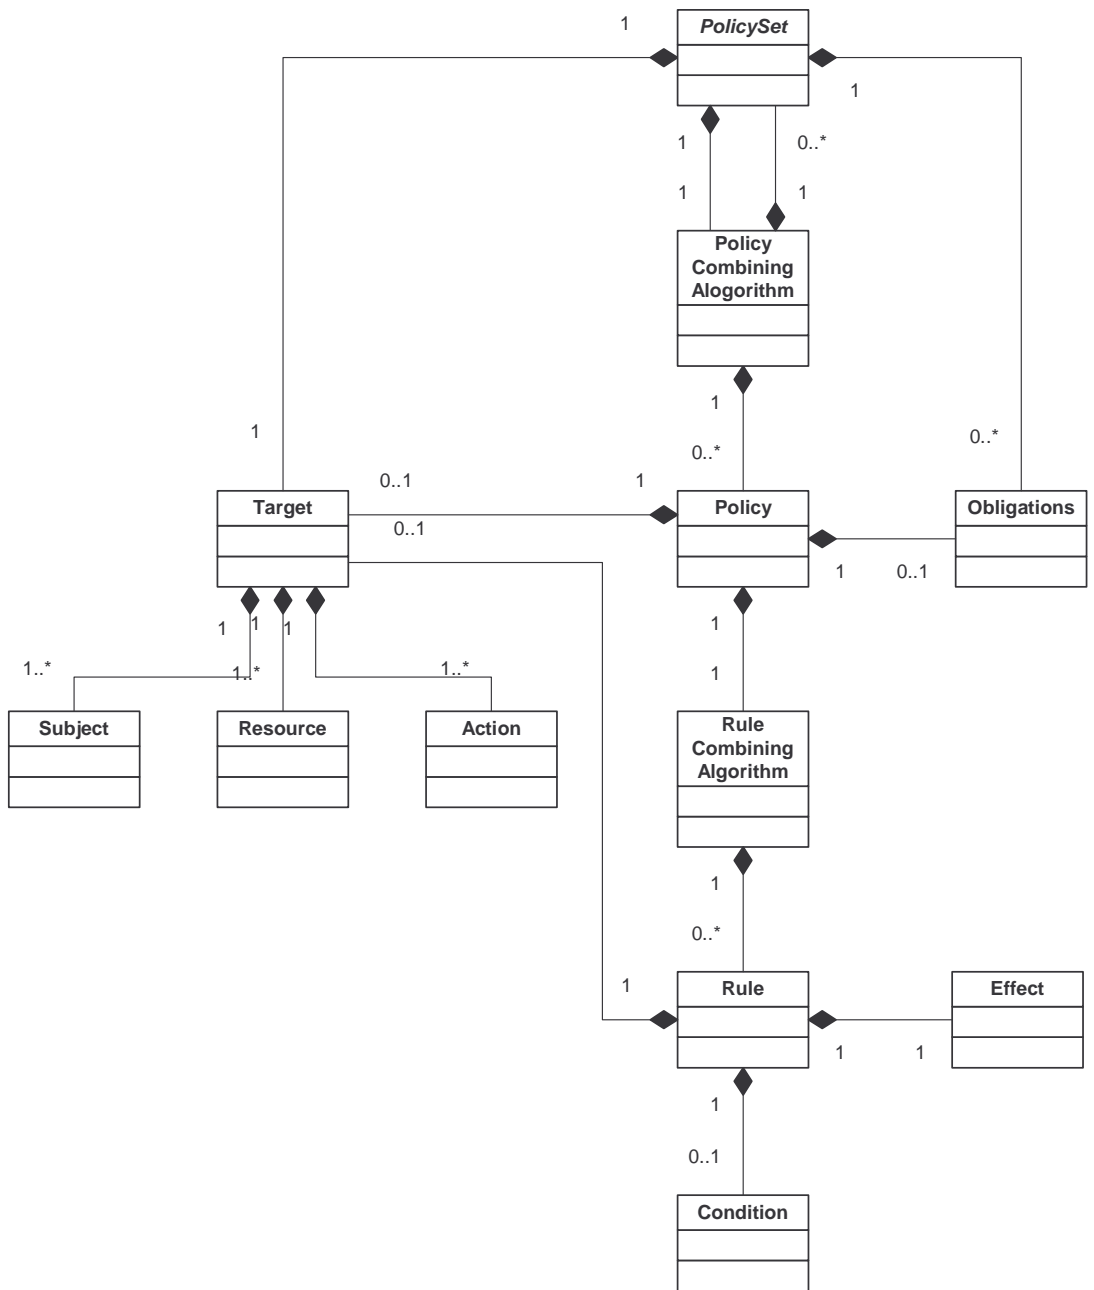 1
PolicySet
1
1
0..*
1
1
Policy
Combining
Alogorithm
1
1
0..*
0..*
0..1
1
Target
Policy
Obligations
0..1
1
0..1
1
1
1
1
1..*
1..*
1..*
1
Subject
Resource
Action
Rule
Combining
Algorithm
1
0..*
1
Rule
Effect
1
1
1
0..1
Condition